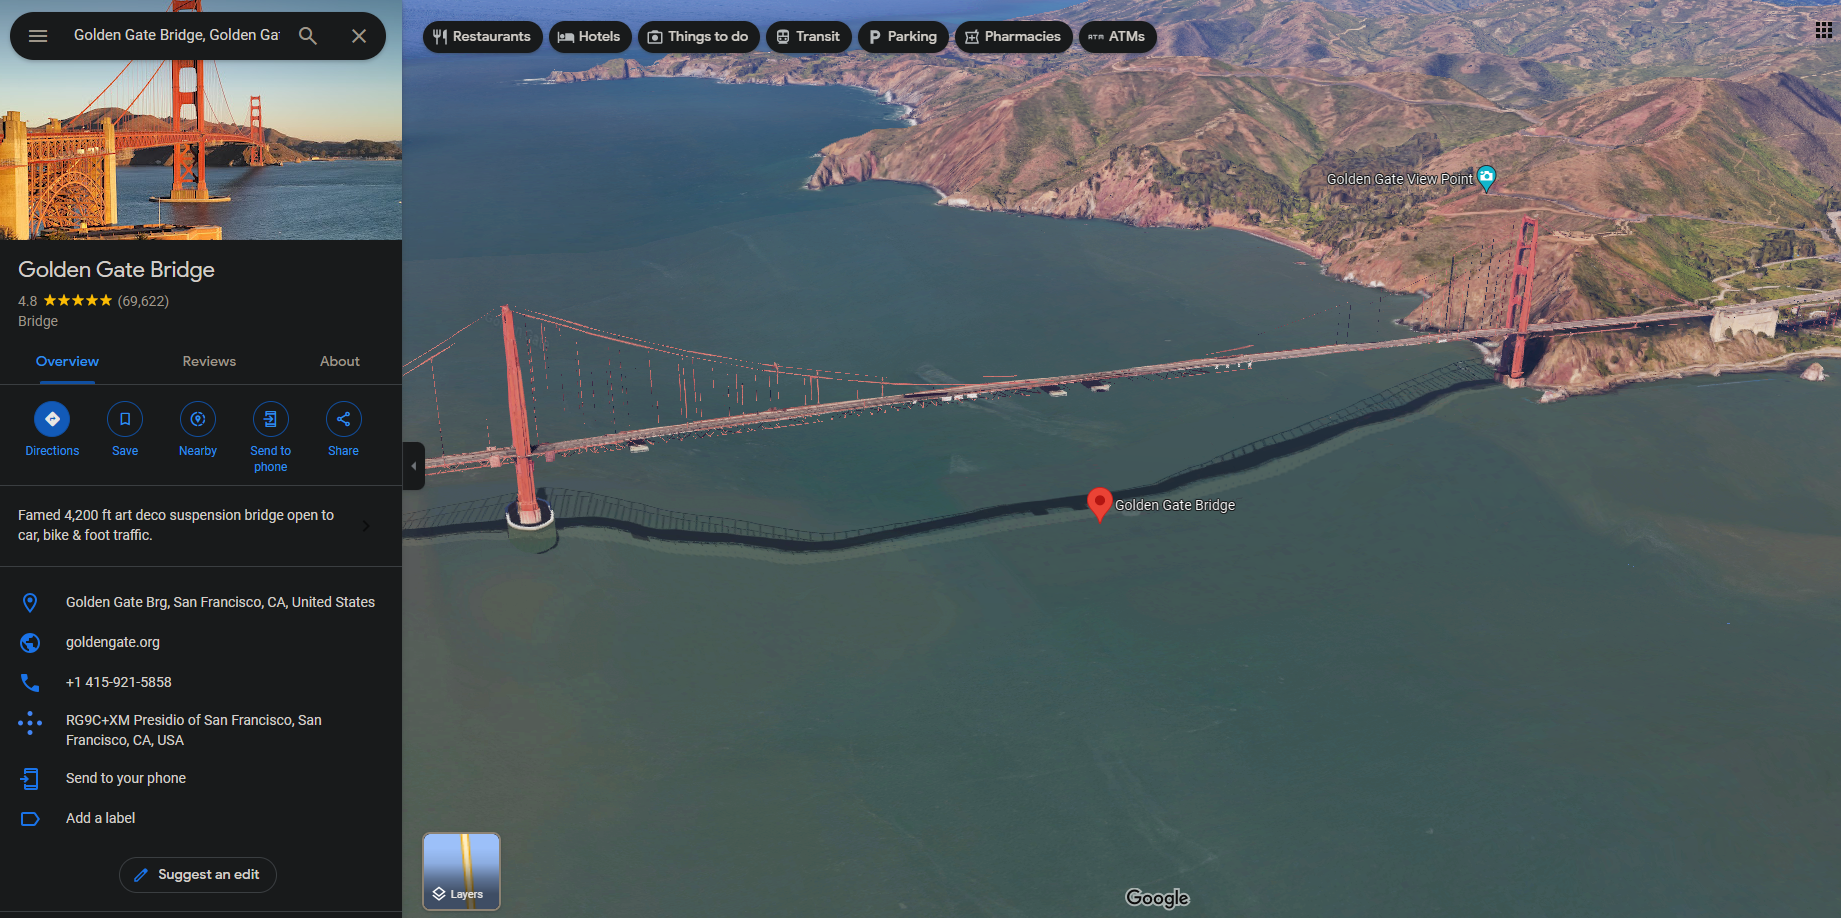 Golden Gate Bridge, Golden Ga
Restaurants
Hotels
Things to do
Transit
Parking
Pharmacies
ATM ATMs
Golden Gate View Point
Golden Gate Bridge
4.8 (69,622)
Bridge
Overview
Reviews
About
Directions
Save
Nearby
Send to
phone
Share
Famed 4,200 ft art deco suspension bridge open to
car, bike & foot traffic.
Golden Gate Brg, San Francisco, CA, United States
goldengate.org
+1 415-921-5858
RG9C+XM Presidio of San Francisco, San
Francisco, CA, USA
Send to your phone
Add a label
Suggest an edit
Golden Gate Bridge
Layers
Google